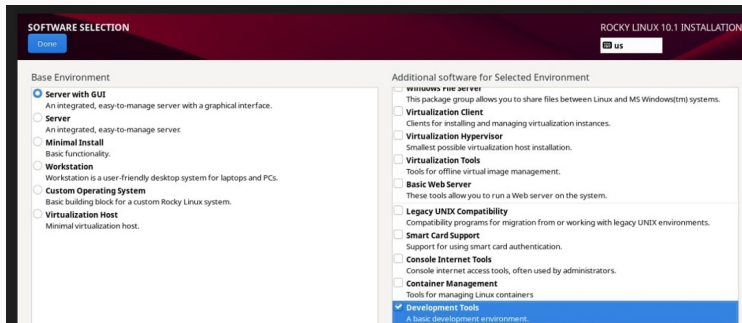 SOFTWARE SELECTION
ROCKY LINUX 10.1 INSTALLATION
Done
us
Base Environment
Server with GUI
An integrated, easy-to-manage server with a graphical interface.
Server
An integrated, easy-to-manage server.
Minimal Install
Basic functionality.
Workstation
Workstation is a user-friendly desktop system for laptops and PCs.
Custom Operating System
Basic building block for a custom Rocky Linux system.
Virtualization Host
Minimal virtualization host.
Additional software for Selected Environment
Windows File Server
This package group allows you to share files between Linux and MS Windows(tm) systems.
Virtualization Client
Clients for installing and managing virtualization instances.
Virtualization Hypervisor
Smallest possible virtualization host installation.
Virtualization Tools
Tools for offline virtual image management.
Basic Web Server
These tools allow you to run a Web server on the system.
Legacy UNIX Compatibility
Compatibility programs for migration from or working with legacy UNIX environments.
Smart Card Support
Support for using smart card authentication.
Console Internet Tools
Console internet access tools, often used by administrators.
Container Management
Tools for managing Linux containers
Development Tools
A basic development environment.